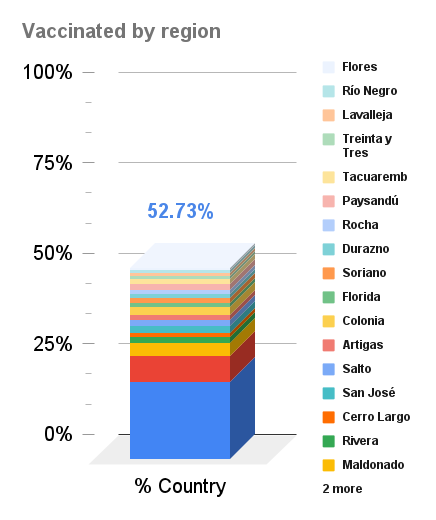 Vaccinated by region
100%
75%
50%
25%
0%
52.73%
% Country
Flores
Río Negro
Lavalleja
Treinta y
Tres
Tacuaremb
Paysandú
Rocha
Durazno
Soriano
Florida
Colonia
Artigas
Salto
San José
Cerro Largo
Rivera
Maldonado
2 more